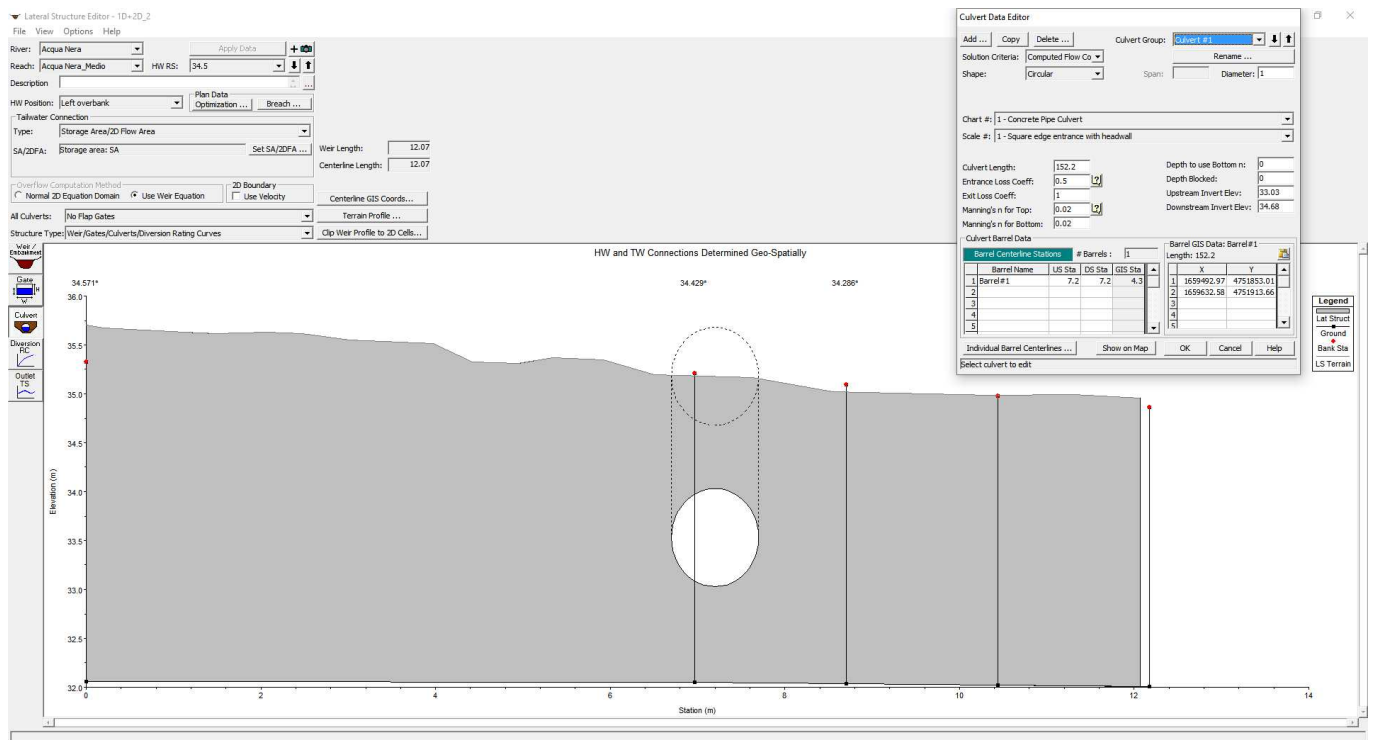 Lateral Structure Editor - 1D+2D_2
File View Options Help
River: Acqua Nera Apply Data
Reach: Acqua Nera_Medio HW RS: 34.5
Description ...
HW Position: Left overbank Plan Data Optimization ... Breach ...
Tailwater Connection
Type: Storage Area/2D Flow Area
SA/2DFA: Storage area: SA Set SA/2DFA ... Weir Length: 12.07
Centerline Length: 12.07
Overflow Computation Method 2D Boundary
Normal 2D Equation Domain Use Weir Equation Use Velocity Centerline GIS Coords...
All Culverts: No Flap Gates Terrain Profile ...
Structure Type: Weir/Gates/Culverts/Diversion Rating Curves Clip Weir Profile to 2D Cells...
Weir / Embankment
Gate
W
H
Culvert
Diversion RC
Outlet TS
HW and TW Connections Determined Geo-Spatially
34.571* 34.429* 34.286*
36.0
35.5
35.0
34.5
34.0
33.5
33.0
32.5
32.0
Elevation (m)
0 2 4 6 8 10 12 14
Station (m)
Legend
Lat Struct
Ground
Bank Sta
LS Terrain
Culvert Data Editor
Add ... Copy Delete ... Culvert Group: Culvert #1
Solution Criteria: Computed Flow Co Rename ...
Shape: Circular Span: Diameter: 1
Chart #: 1 - Concrete Pipe Culvert
Scale #: 1 - Square edge entrance with headwall
Culvert Length: 152.2 Depth to use Bottom n: 0
Entrance Loss Coeff: 0.5 ? Depth Blocked: 0
Exit Loss Coeff: 1 Upstream Invert Elev: 33.03
Manning's n for Top: 0.02 ? Downstream Invert Elev: 34.68
Manning's n for Bottom: 0.02
Culvert Barrel Data Barrel GIS Data: Barrel#1
Barrel Centerline Stations # Barrels : 1 Length: 152.2
Barrel Name US Sta DS Sta GIS Sta X Y
1 Barrel#1 7.2 7.2 4.3 1 1659492.97 4751853.01
2 2 1659632.58 4751913.66
3 3
4 4
5 5
Individual Barrel Centerlines ... Show on Map OK Cancel Help
Select culvert to edit